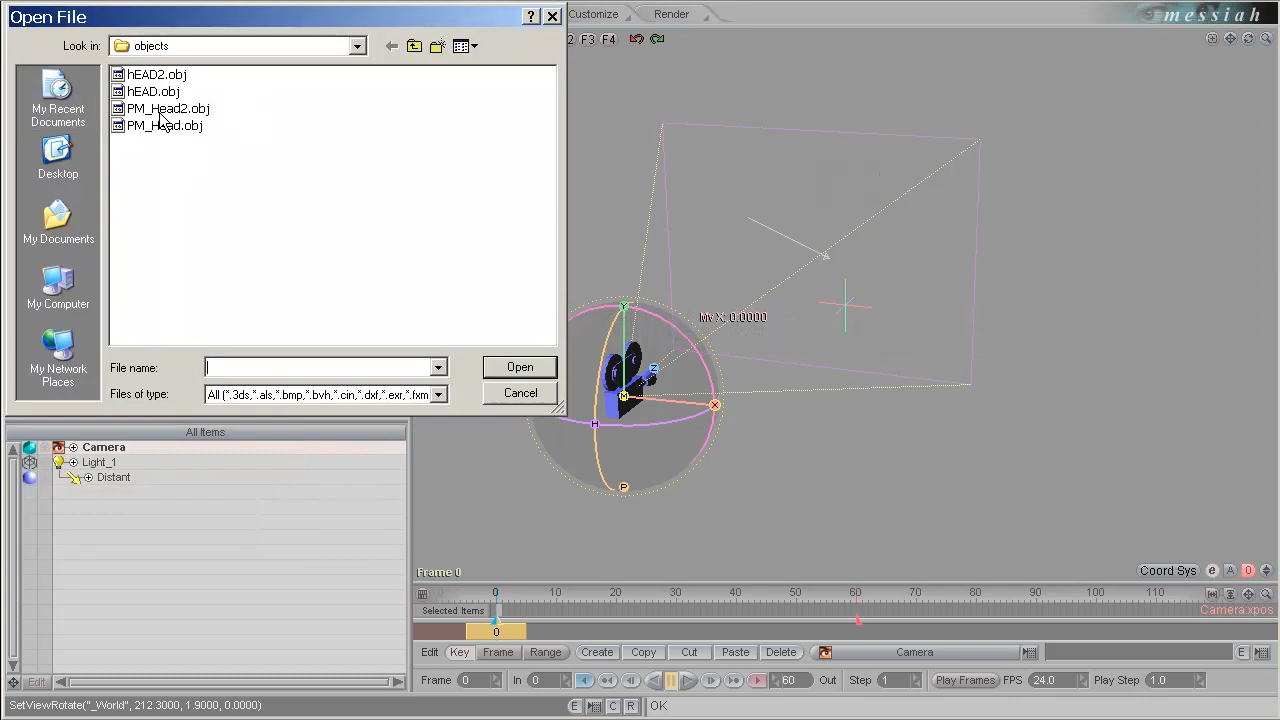 Open File
?
Customize
Render
messiah
Look in:
objects
2 F3 F4
My Recent
Documents
Desktop
My Documents
My Computer
My Network
Places
hEAD2.obj
hEAD.obj
PM_Head2.obj
PM_Head.obj
File name:
Open
Files of type:
All (*.3ds,*.als,*.bmp,*.bvh,*.cin,*.dxf,*.exr,*.fxm
Cancel
Mv X: 0.0000
Y
Z
M
X
H
P
All Items
Camera
Light_1
Distant
Edit
Frame 0
Coord Sys
e A 0
0 10 20 30 40 50 60 70 80 90 100 110
Selected Items
Camera xpos
0
Edit Key Frame Range Create Copy Cut Paste Delete Camera E
Frame 0 In 0 60 Out Step 1 Play Frames FPS 24.0 Play Step 1.0
SetViewRotate("_World", 212.3000, 1.9000, 0.0000)
E C R OK